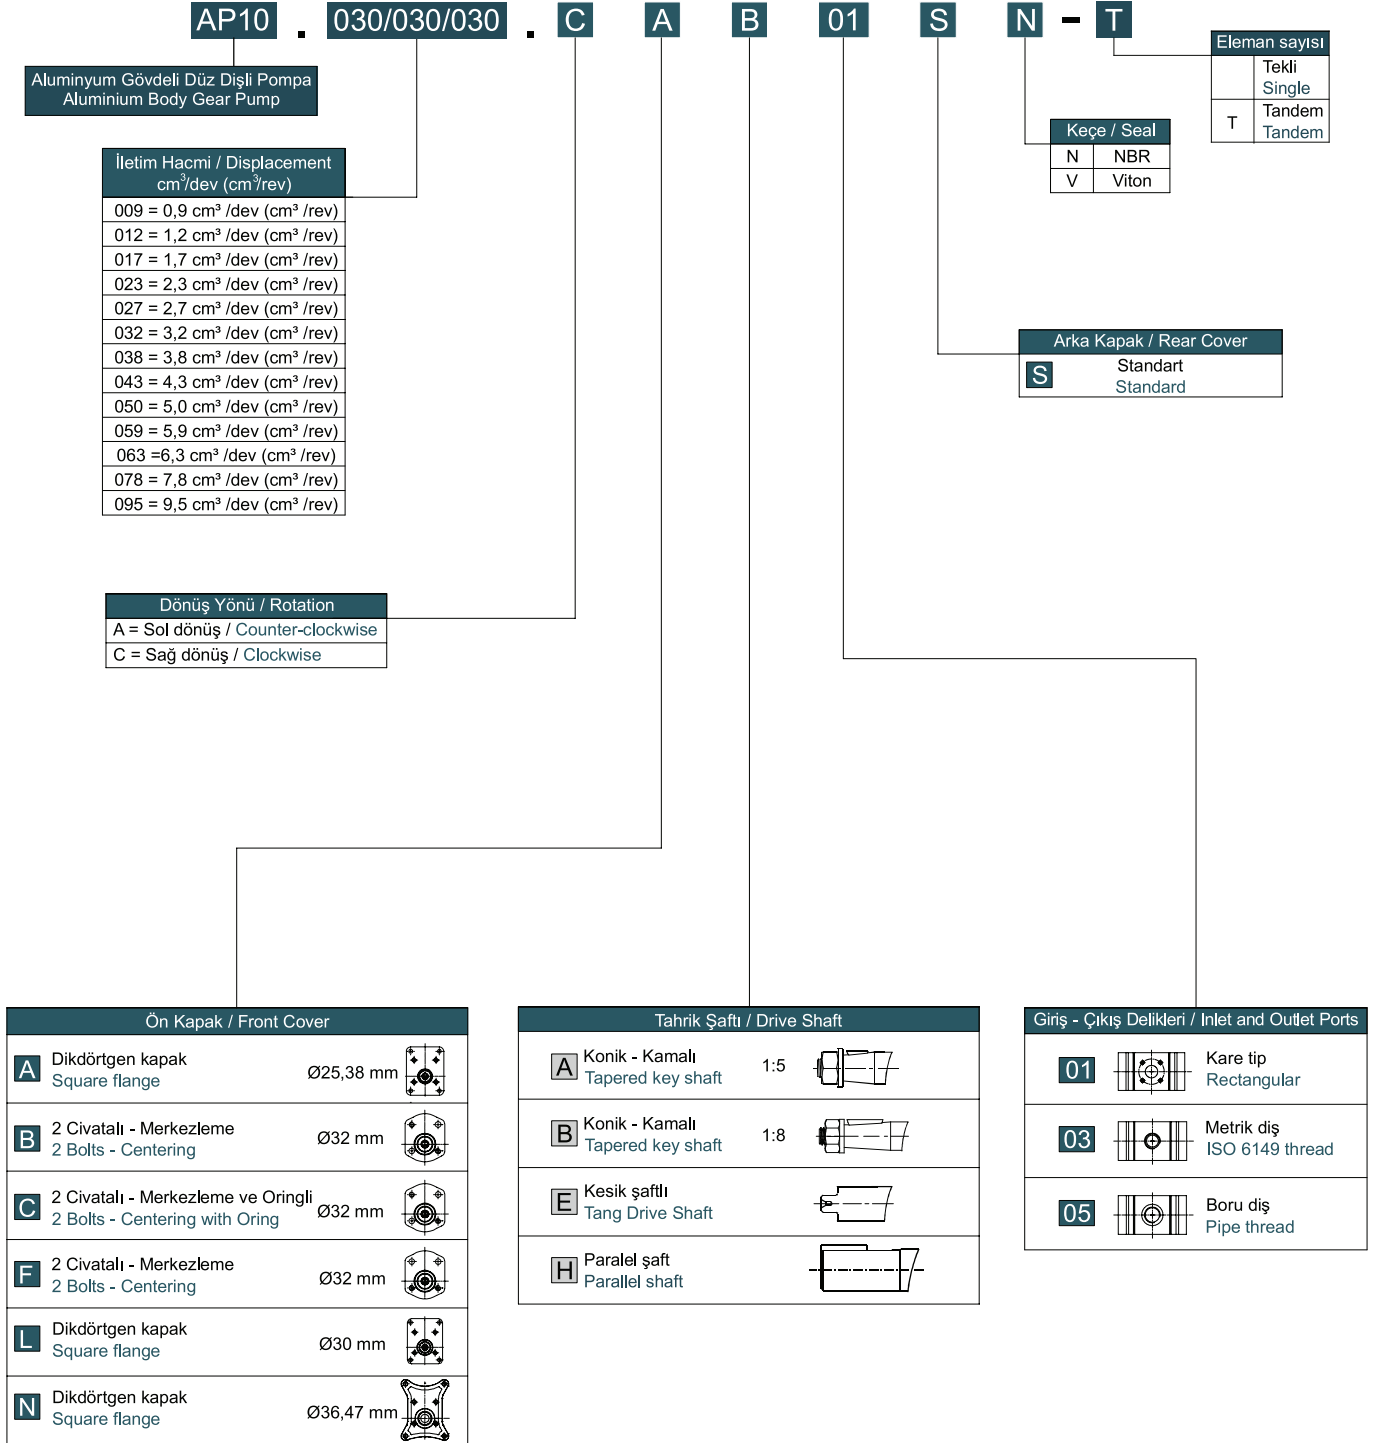 AP10 . 030/030/030 . C A B 01 S N - T
Aluminyum Gövdeli Düz Dişli Pompa
Aluminium Body Gear Pump
Eleman sayısı
Tekli
Single
T Tandem
Tandem
Keçe / Seal
N NBR
V Viton
İletim Hacmi / Displacement
cm³/dev (cm³/rev)
009 = 0,9 cm³ /dev (cm³ /rev)
012 = 1,2 cm³ /dev (cm³ /rev)
017 = 1,7 cm³ /dev (cm³ /rev)
023 = 2,3 cm³ /dev (cm³ /rev)
027 = 2,7 cm³ /dev (cm³ /rev)
032 = 3,2 cm³ /dev (cm³ /rev)
038 = 3,8 cm³ /dev (cm³ /rev)
043 = 4,3 cm³ /dev (cm³ /rev)
050 = 5,0 cm³ /dev (cm³ /rev)
059 = 5,9 cm³ /dev (cm³ /rev)
063 =6,3 cm³ /dev (cm³ /rev)
078 = 7,8 cm³ /dev (cm³ /rev)
095 = 9,5 cm³ /dev (cm³ /rev)
Arka Kapak / Rear Cover
S Standart
Standard
Dönüş Yönü / Rotation
A = Sol dönüş / Counter-clockwise
C = Sağ dönüş / Clockwise
Ön Kapak / Front Cover
A Dikdörtgen kapak Ø25,38 mm
Square flange
B 2 Civatalı - Merkezleme Ø32 mm
2 Bolts - Centering
C 2 Civatalı - Merkezleme ve Oringli Ø32 mm
2 Bolts - Centering with Oring
F 2 Civatalı - Merkezleme Ø32 mm
2 Bolts - Centering
L Dikdörtgen kapak Ø30 mm
Square flange
N Dikdörtgen kapak Ø36,47 mm
Square flange
Tahrik Şaftı / Drive Shaft
A Konik - Kamalı 1:5
Tapered key shaft
B Konik - Kamalı 1:8
Tapered key shaft
E Kesik şaftlı
Tang Drive Shaft
H Paralel şaft
Parallel shaft
Giriş - Çıkış Delikleri / Inlet and Outlet Ports
01 Kare tip
Rectangular
03 Metrik diş
ISO 6149 thread
05 Boru diş
Pipe thread